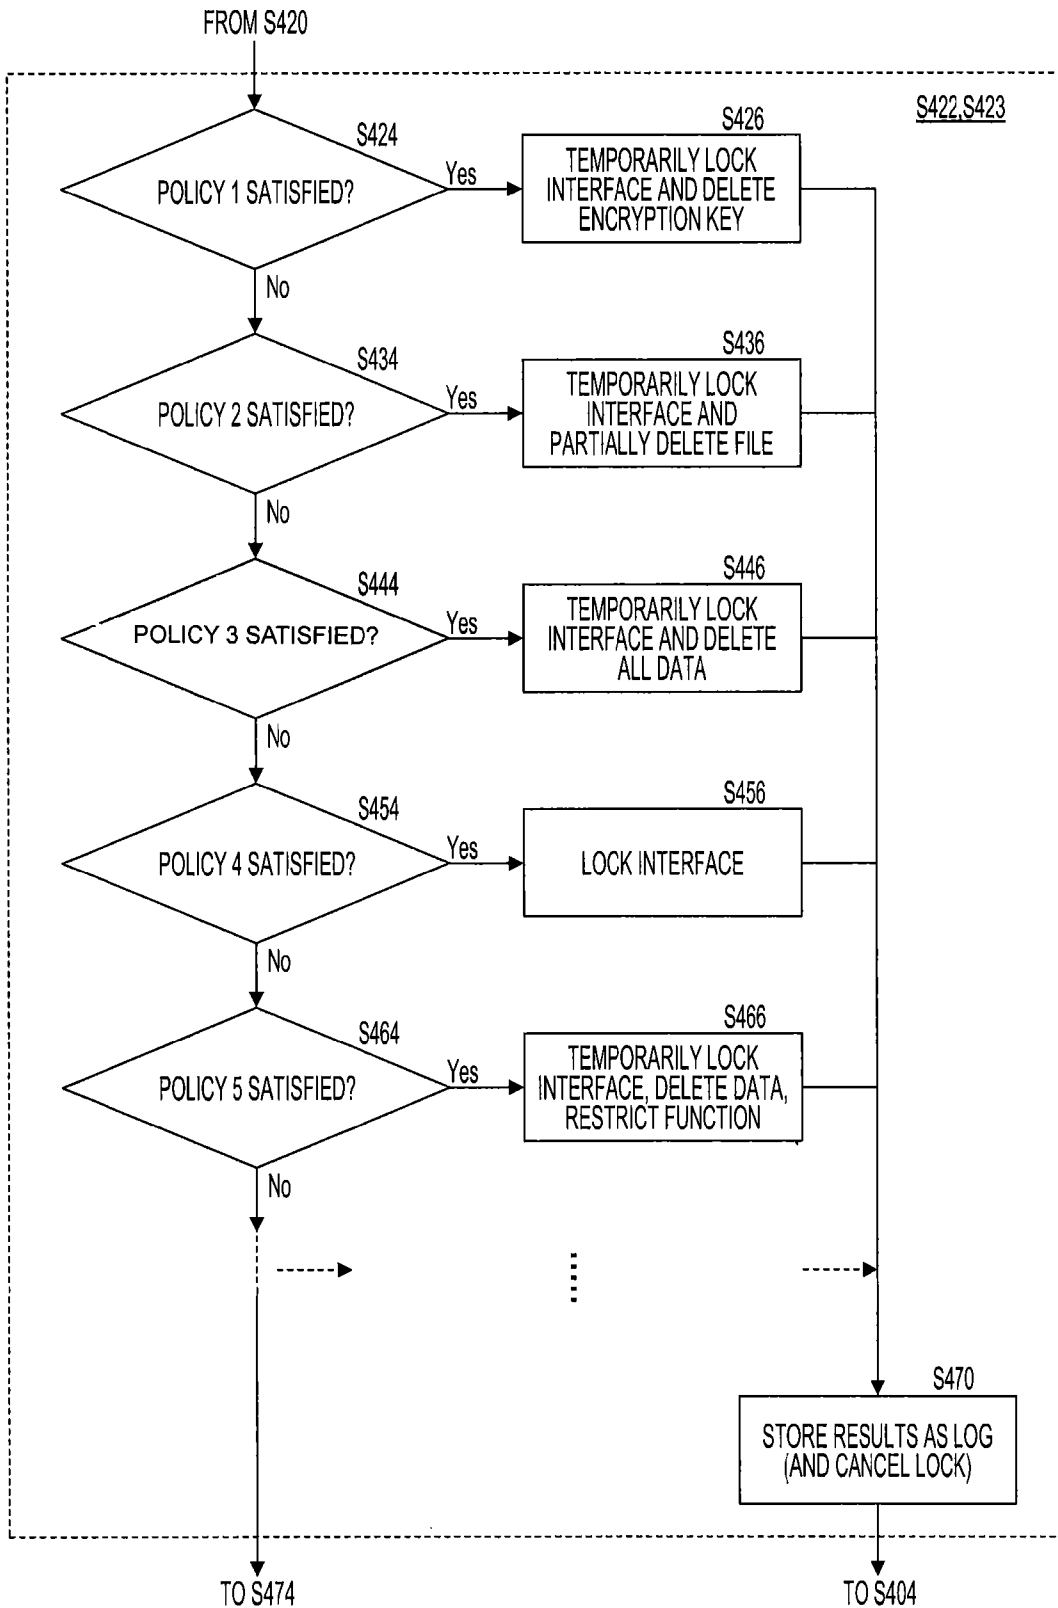 FROM S420
S422,S423
S424
POLICY 1 SATISFIED?
Yes
No
S426
TEMPORARILY LOCK
INTERFACE AND DELETE
ENCRYPTION KEY
S434
POLICY 2 SATISFIED?
Yes
No
S436
TEMPORARILY LOCK
INTERFACE AND
PARTIALLY DELETE FILE
S444
POLICY 3 SATISFIED?
Yes
No
S446
TEMPORARILY LOCK
INTERFACE AND DELETE
ALL DATA
S454
POLICY 4 SATISFIED?
Yes
No
S456
LOCK INTERFACE
S464
POLICY 5 SATISFIED?
Yes
No
S466
TEMPORARILY LOCK
INTERFACE, DELETE DATA,
RESTRICT FUNCTION
S470
STORE RESULTS AS LOG
(AND CANCEL LOCK)
TO S474
TO S404